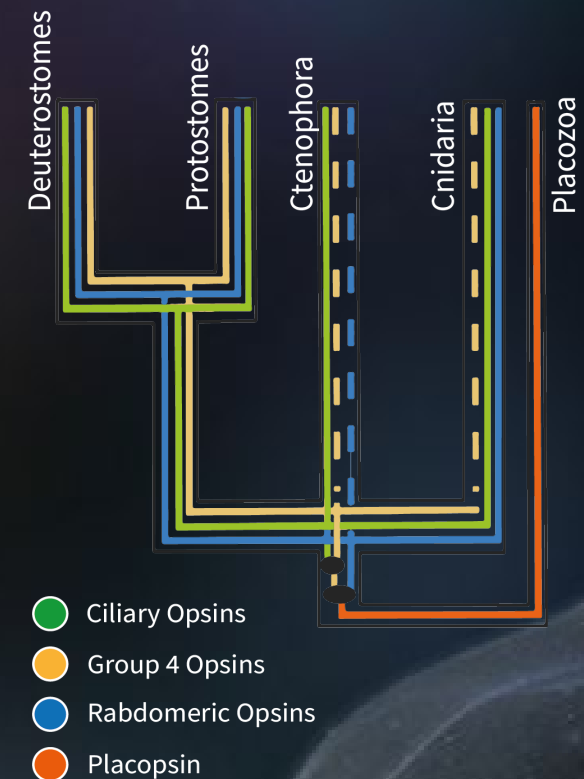 Deuterostomes
Protostomes
Ctenophora
Cnidaria
Placozoa
Ciliary Opsins
Group 4 Opsins
Rabdomeric Opsins
Placopsin